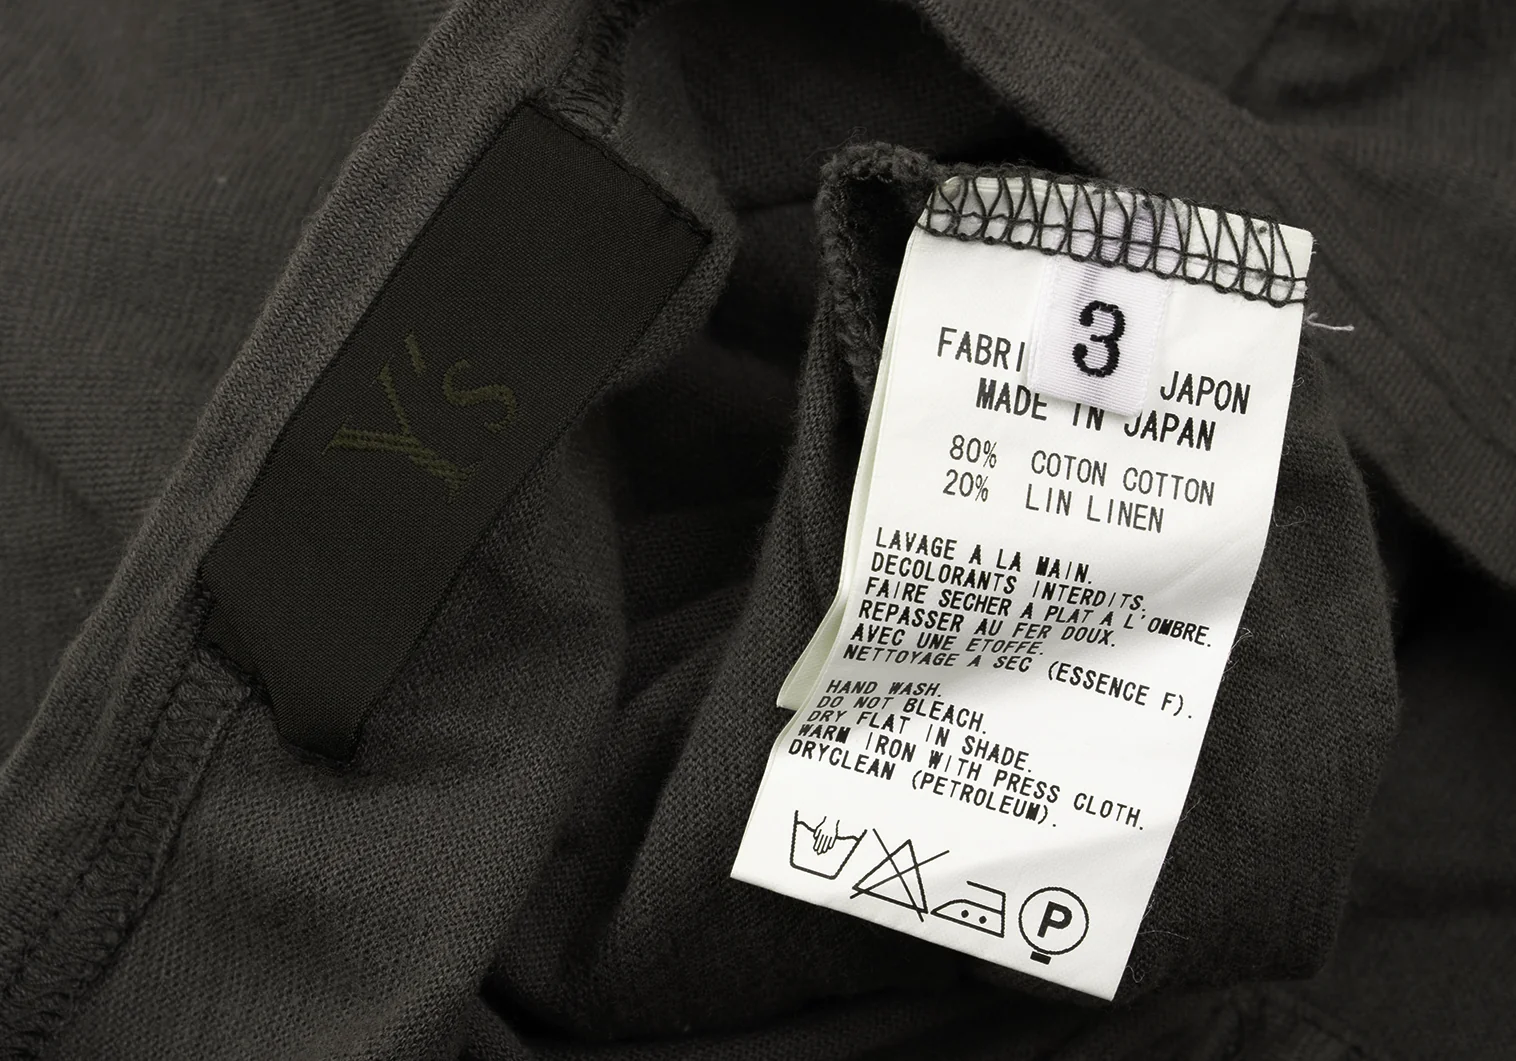 Y's
3
FABRI JAPON
MADE IN JAPAN
80% COTON COTTON
20% LIN LINEN
LAVAGE A LA MAIN.
DECOLORANTS INTERDITS.
FAIRE SECHER A PLAT A L'OMBRE.
REPASSER AU FER DOUX.
AVEC UNE ETOFFE.
NETTOYAGE A SEC (ESSENCE F).
HAND WASH.
DO NOT BLEACH.
DRY FLAT IN SHADE.
WARM IRON WITH PRESS CLOTH.
DRYCLEAN (PETROLEUM).
P